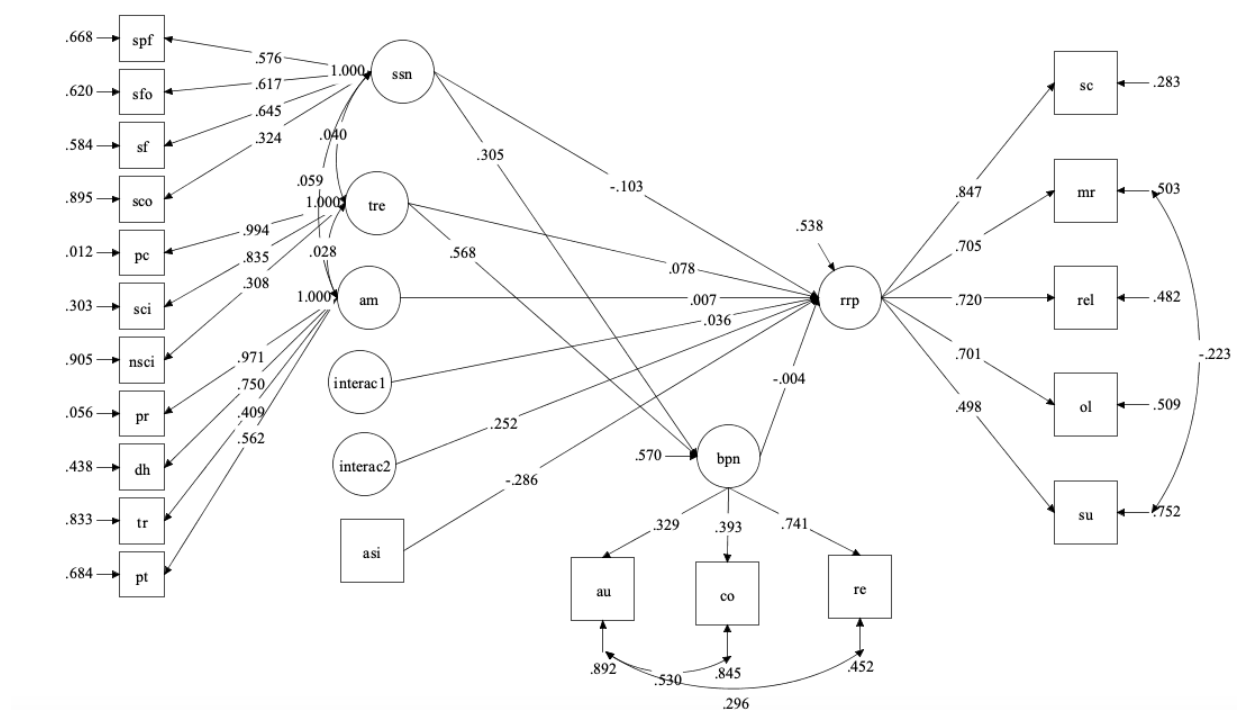 .668 spf
.620 sfo
.584 sf
.895 sco
.012 pc
.303 sci
.905 nsci
.056 pr
.438 dh
.833 tr
.684 pt
.576
.617
.645
.324
.994
.835
.308
.971
.750
.409
.562
1.000 ssn
1.000 tre
1.000 am
.040
.059
.028
interac1
interac2
asi
.305
.568
-.103
.078
.007
.036
.252
-.286
-.004
.538
rrp
.570 bpn
.329 .393 .741
au co re
.892 .845 .452
.530
.296
.847
.705
.720
.701
.498
sc .283
mr .503
rel .482
ol .509
su .752
-.223